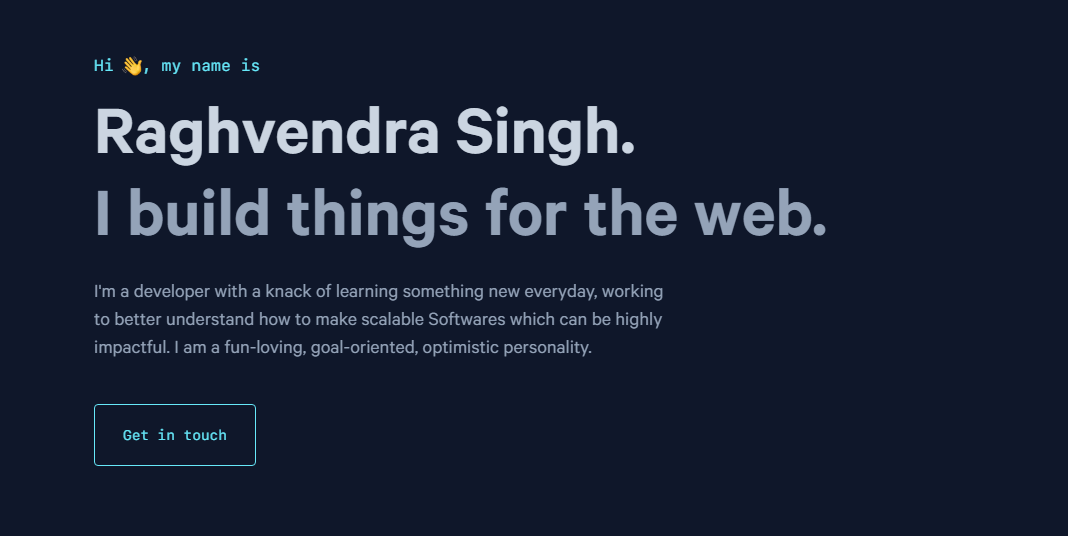 Hi 👋, my name is
Raghvendra Singh.
I build things for the web.
I'm a developer with a knack of learning something new everyday, working
to better understand how to make scalable Softwares which can be highly
impactful. I am a fun-loving, goal-oriented, optimistic personality.
Get in touch